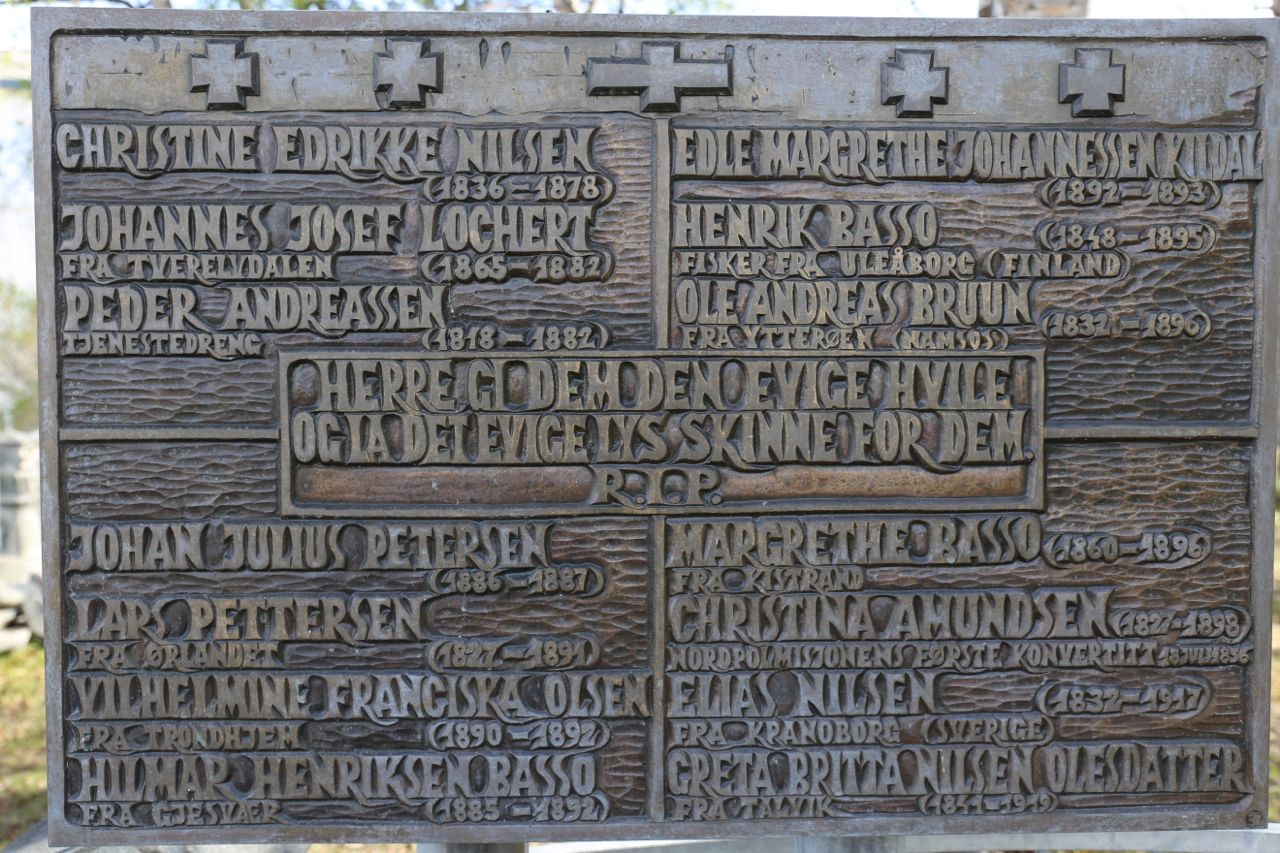 CHRISTINE EDRIKKE NILSEN
(1836–1878)
JOHANNES JOSEF LOCHERT
FRA TVERELVDALEN (1865–1882)
PEDER ANDREASSEN
TJENESTEDRENG (1818–1882)
EDLE MARGRETHE JOHANNESSEN KILDAL
(1892–1893)
HENRIK BASSO (1848–1895)
FISKER FRA ULEÅBORG (FINLAND)
OLE ANDREAS BRUUN
FRA YTTERØEN (NAMSOS) (1832–1896)
HERRE GI DEM DEN EVIGE HVILE
OG LA DET EVIGE LYS SKINNE FOR DEM.
R.I.P.
JOHAN JULIUS PETERSEN
(1886–1887)
LARS PETTERSEN
FRA ØRLANDET (1827–1891)
VILHELMINE FRANCISKA OLSEN
FRA TRONDHJEM (1890–1892)
HILMAR HENRIKSEN BASSO
FRA GJESVÆR (1885–1892)
MARGRETHE BASSO (1860–1896)
FRA KISTRAND
CHRISTINA AMUNDSEN (1827–1898)
NORDPOLMISJONENS FØRSTE KONVERTITT
ELIAS NILSEN (1832–1917)
FRA KRANOBORG (SVERIGE)
GRETA BRITTA NILSEN OLESDATTER
FRA TALVIK (1841–1919)